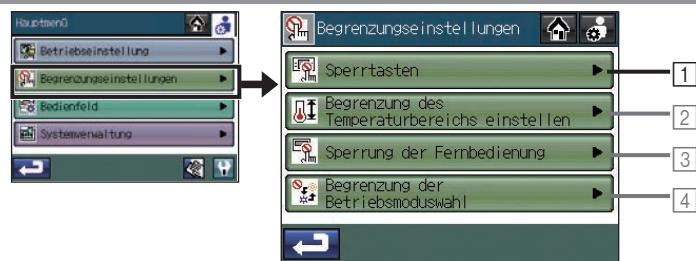 Hauptmenü
Betriebseinstellung
Begrenzungseinstellungen
Bedienfeld
Systemverwaltung
Begrenzungseinstellungen
Sperrtasten
1
Begrenzung des
Temperaturbereichs einstellen
2
Sperrung der Fernbedienung
3
Begrenzung der
Betriebsmoduswahl
4